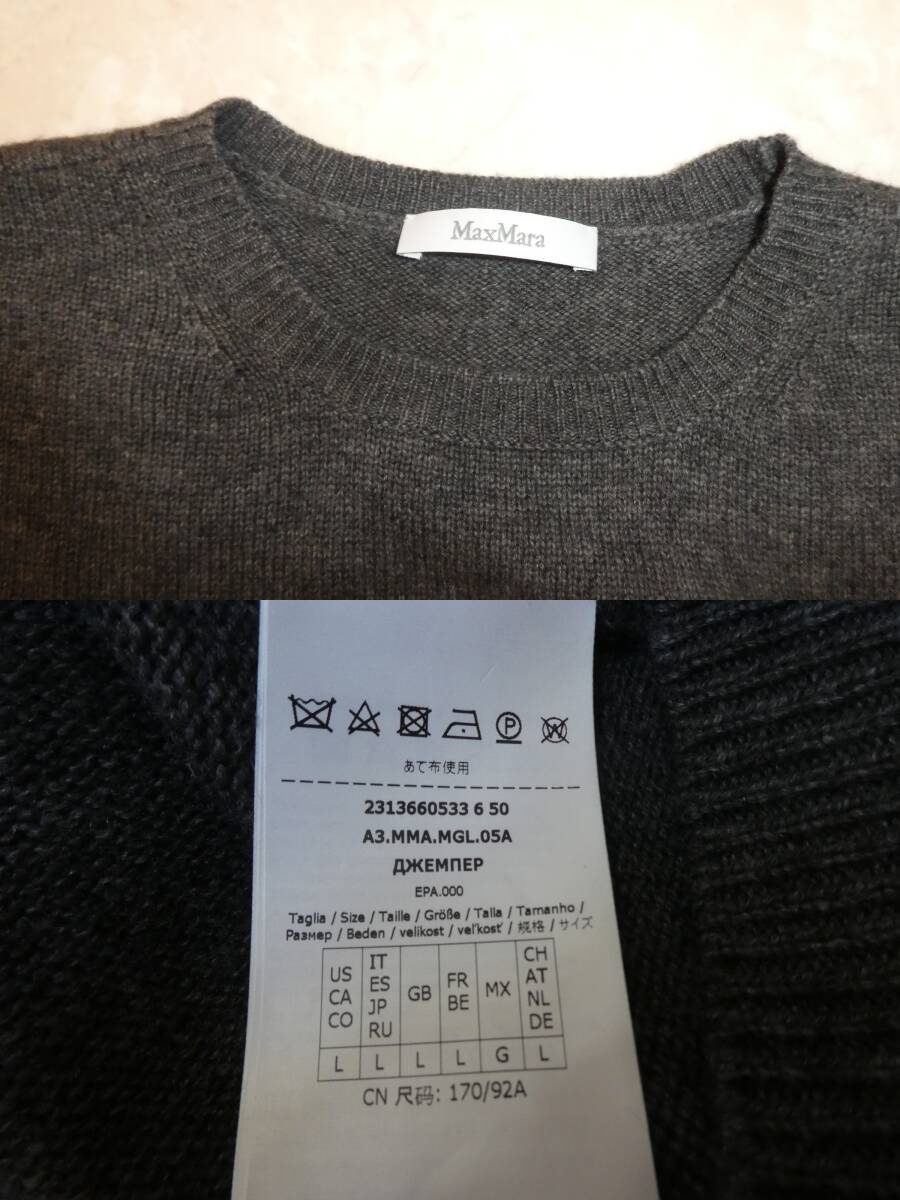 MaxMara
P W
あて布使用
2313660533 6 50
A3.MMA.MGL.05A
ДЖЕМПЕР
EPA.000
Taglia / Size / Taille / Größe / Talla / Tamanho /
Размер / Beden / velikost / veľkosť / 规格 / サイズ
US CA CO IT ES JP RU GB FR BE MX CH AT NL DE
L L L L G L
CN 尺码: 170/92A